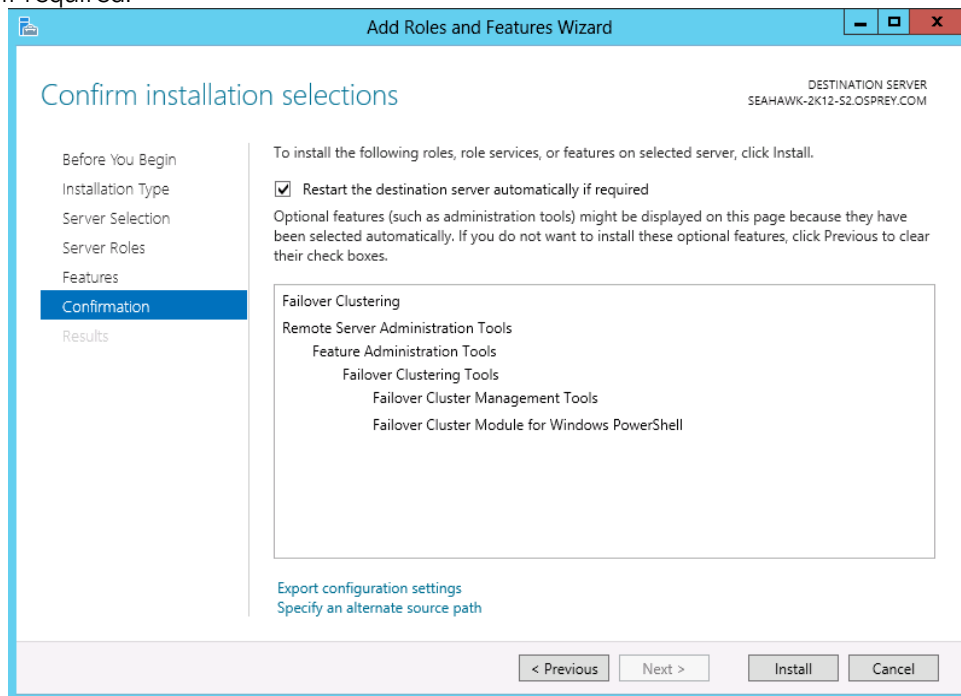 Add Roles and Features Wizard
Confirm installation selections
DESTINATION SERVER
SEAHAWK-2K12-S2.OSPREY.COM
Before You Begin
Installation Type
Server Selection
Server Roles
Features
Confirmation
Results
To install the following roles, role services, or features on selected server, click Install.
Restart the destination server automatically if required
Optional features (such as administration tools) might be displayed on this page because they have
been selected automatically. If you do not want to install these optional features, click Previous to clear
their check boxes.
Failover Clustering
Remote Server Administration Tools
Feature Administration Tools
Failover Clustering Tools
Failover Cluster Management Tools
Failover Cluster Module for Windows PowerShell
Export configuration settings
Specify an alternate source path
< Previous
Next >
Install
Cancel